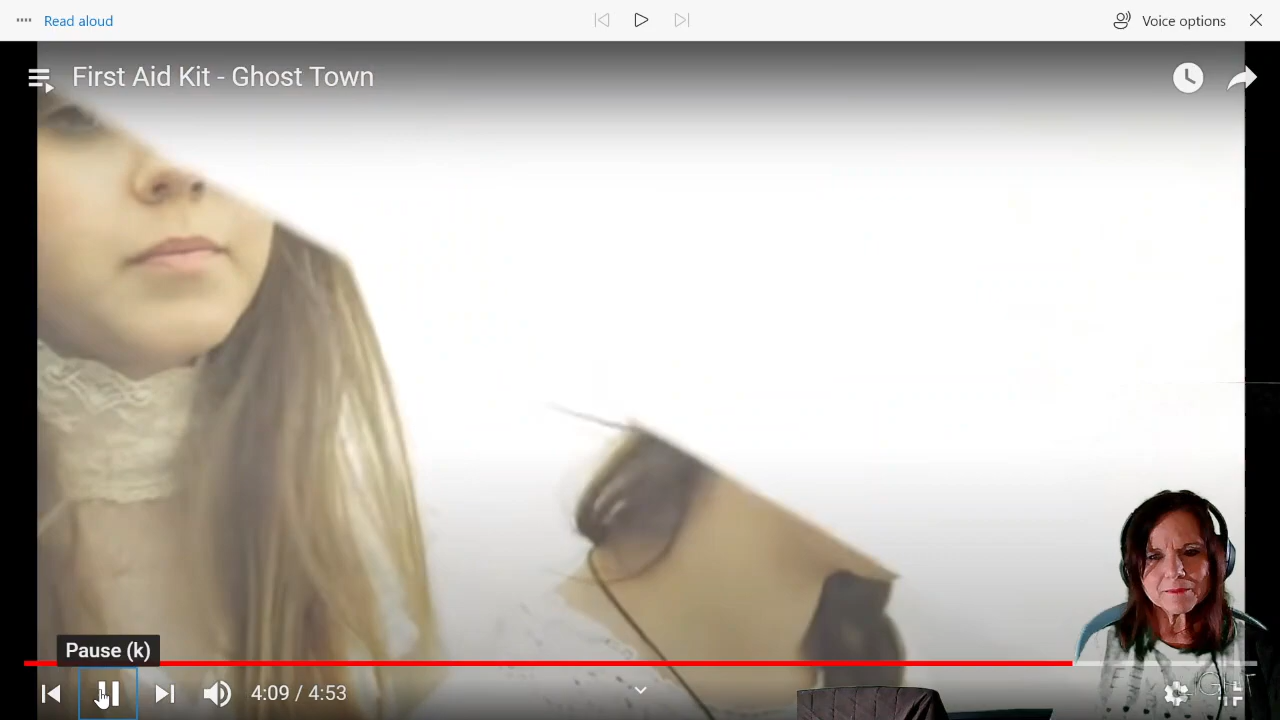 Read aloud
Voice options
First Aid Kit - Ghost Town
Pause (k)
4:09 / 4:53